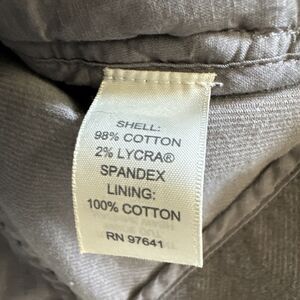 SHELL:
98% COTTON
2% LYCRA®
SPANDEX
LINING:
100% COTTON
RN 97641